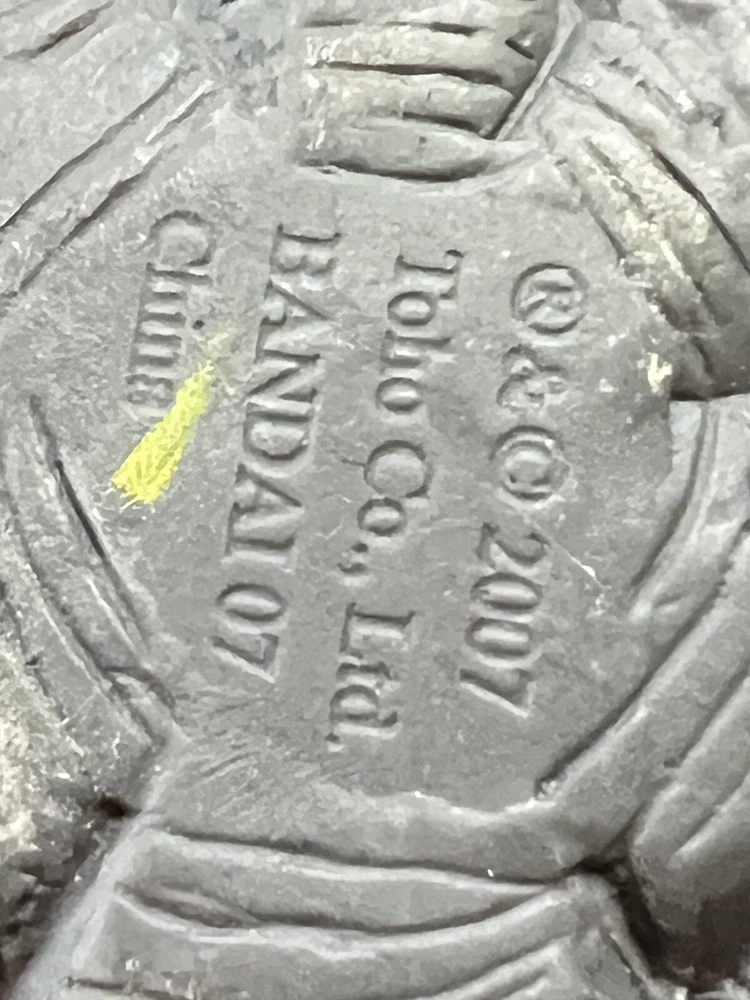 ® & © 2007
Toho Co., Ltd.
BANDAI 07
China